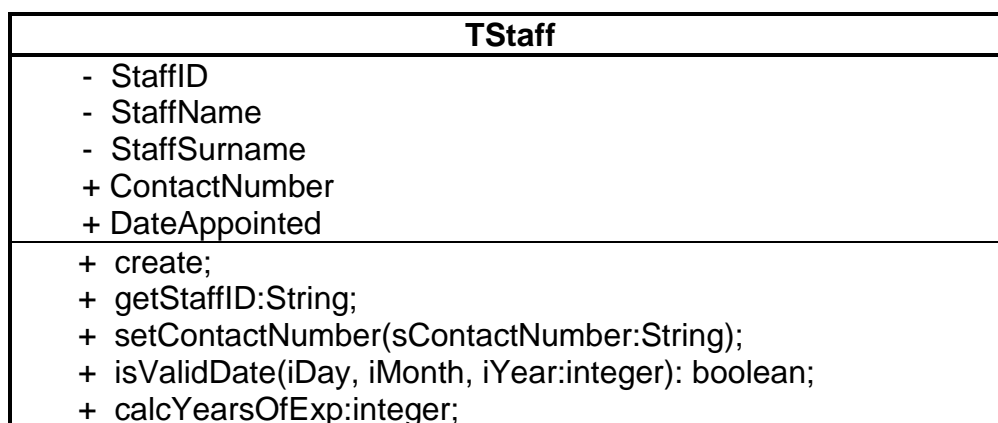 TStaff
- StaffID
- StaffName
- StaffSurname
+ ContactNumber
+ DateAppointed
+ create;
+ getStaffID:String;
+ setContactNumber(sContactNumber:String);
+ isValidDate(iDay, iMonth, iYear:integer): boolean;
+ calcYearsOfExp:integer;